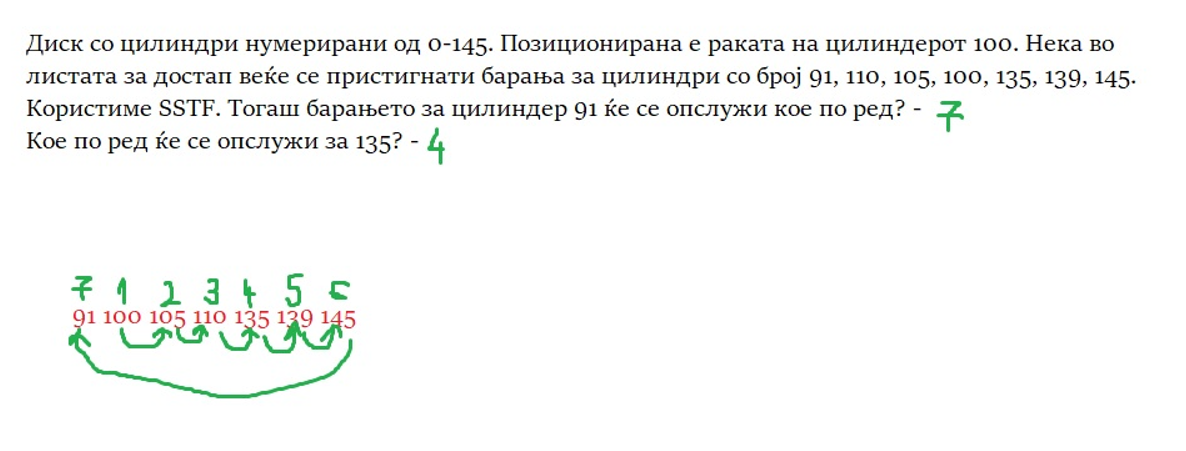 Диск со цилиндри нумерирани од 0-145. Позиционирана е раката на цилиндерот 100. Нека во
листата за достап веќе се пристигнати барања за цилиндри со број 91, 110, 105, 100, 135, 139, 145.
Користиме SSTF. Тогаш барањето за цилиндер 91 ќе се опслужи кое по ред? - 7
Кое по ред ќе се опслужи за 135? - 4
7 1 2 3 4 5 6
91 100 105 110 135 139 145